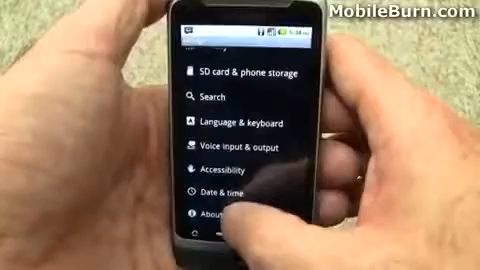 MobileBurn.com
SD card & phone storage
Search
Language & keyboard
Voice input & output
Accessibility
Date & time
About